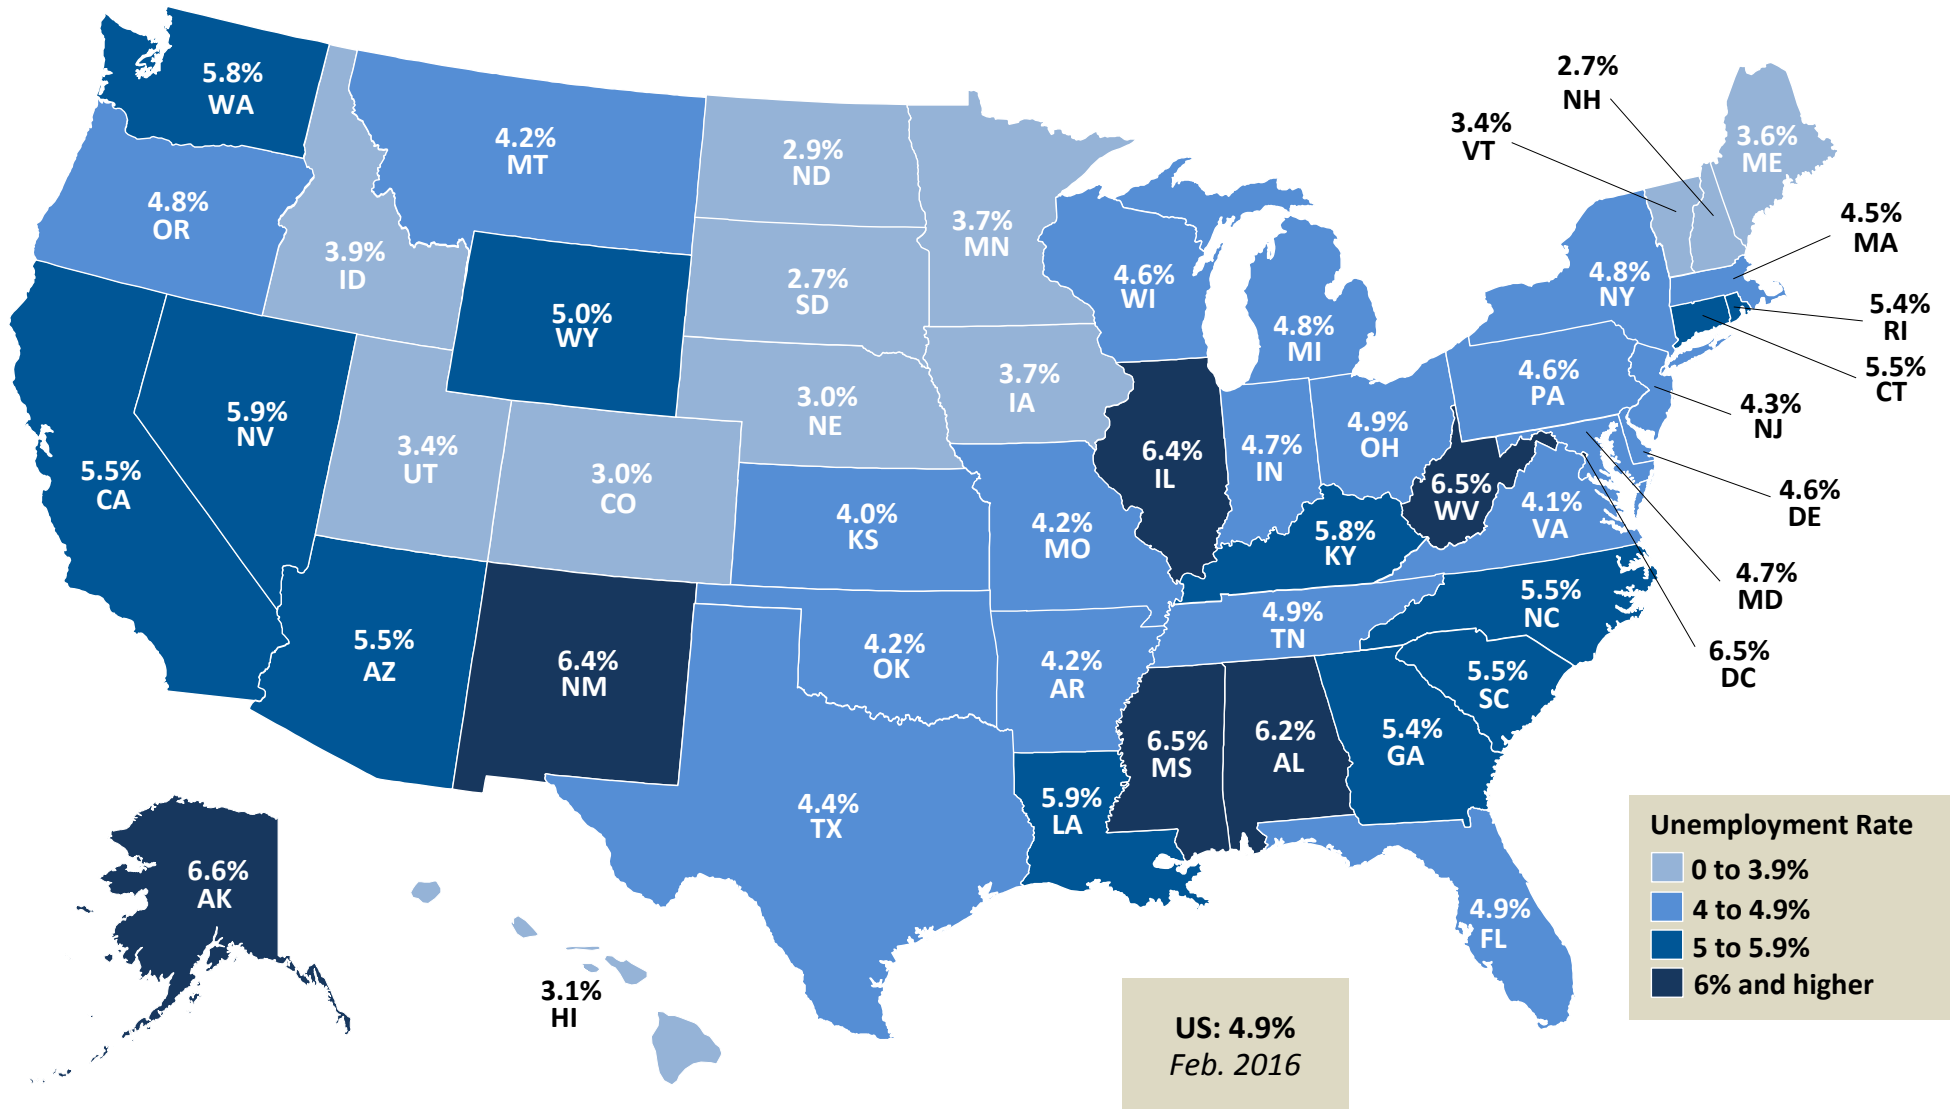 5.8%
WA
4.8%
OR
3.9%
ID
4.2%
MT
2.9%
ND
3.7%
MN
2.7%
SD
5.0%
WY
4.6%
WI
4.8%
MI
2.7%
NH
3.4%
VT
3.6%
ME
4.5%
MA
4.8%
NY
5.4%
RI
5.5%
CT
4.3%
NJ
4.6%
PA
4.6%
DE
4.7%
MD
6.5%
DC
5.5%
CA
5.9%
NV
3.4%
UT
3.0%
CO
3.0%
NE
3.7%
IA
6.4%
IL
4.7%
IN
4.9%
OH
6.5%
WV
4.1%
VA
5.8%
KY
4.0%
KS
4.2%
MO
5.5%
AZ
6.4%
NM
4.2%
OK
4.2%
AR
4.9%
TN
5.5%
NC
5.5%
SC
5.4%
GA
6.2%
AL
6.5%
MS
5.9%
LA
4.4%
TX
4.9%
FL
6.6%
AK
3.1%
HI
US: 4.9%
Feb. 2016
Unemployment Rate
0 to 3.9%
4 to 4.9%
5 to 5.9%
6% and higher